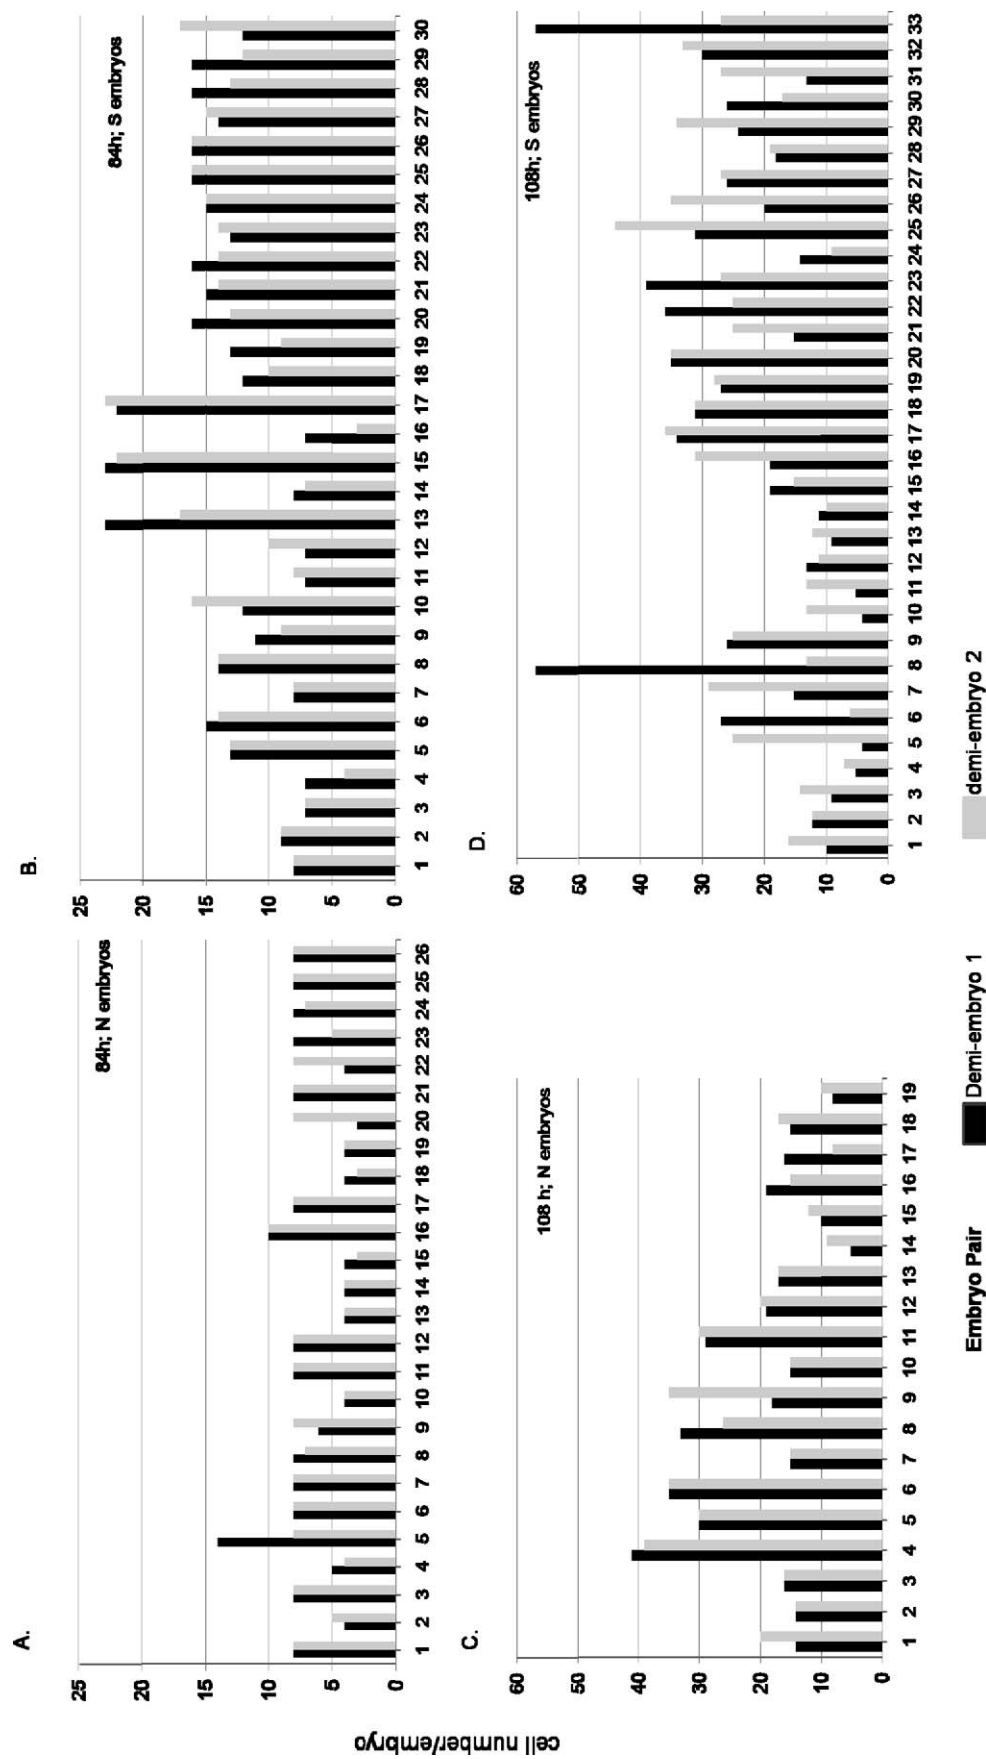 A.
84h; N embryos
25
20
15
10
5
0
1 2 3 4 5 6 7 8 9 10 11 12 13 14 15 16 17 18 19 20 21 22 23 24 25 26
B.
84h; S embryos
25
20
15
10
5
0
1 2 3 4 5 6 7 8 9 10 11 12 13 14 15 16 17 18 19 20 21 22 23 24 25 26 27 28 29 30
cell number/embryo
C.
108 h; N embryos
60
50
40
30
20
10
0
1 2 3 4 5 6 7 8 9 10 11 12 13 14 15 16 17 18 19
D.
108h; S embryos
60
50
40
30
20
10
0
1 2 3 4 5 6 7 8 9 10 11 12 13 14 15 16 17 18 19 20 21 22 23 24 25 26 27 28 29 30 31 32 33
Embryo Pair
Demi-embryo 1
demi-embryo 2